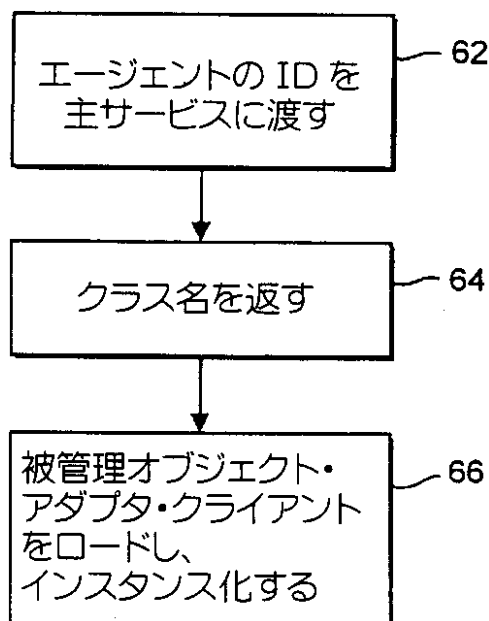 エージェントの ID を
主サービスに渡す
62
クラス名を返す
64
被管理オブジェクト・
アダプタ・クライアント
をロードし、
インスタンス化する
66